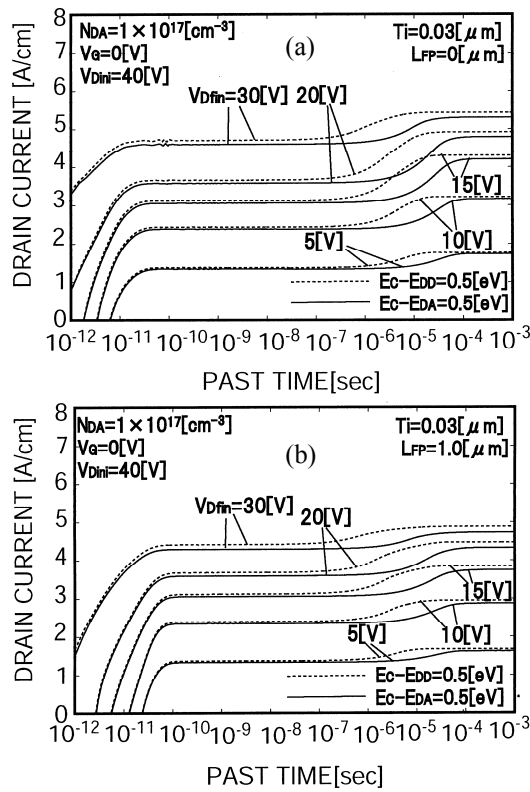 NDA=1×10¹⁷[cm⁻³]
VG=0[V]
VDini=40[V]
(a)
Ti=0.03[μm]
LFP=0[μm]
VDfin=30[V] 20[V]
15[V]
10[V]
5[V]
Ec-EDD=0.5[eV]
Ec-EDA=0.5[eV]
DRAIN CURRENT [A/cm]
8
7
6
5
4
3
2
1
0
10⁻¹² 10⁻¹¹ 10⁻¹⁰ 10⁻⁹ 10⁻⁸ 10⁻⁷ 10⁻⁶ 10⁻⁵ 10⁻⁴ 10⁻³
PAST TIME[sec]
NDA=1×10¹⁷[cm⁻³]
VG=0[V]
VDini=40[V]
(b)
Ti=0.03[μm]
LFP=1.0[μm]
VDfin=30[V]
20[V]
15[V]
10[V]
5[V]
Ec-EDD=0.5[eV]
Ec-EDA=0.5[eV]
DRAIN CURRENT [A/cm]
8
7
6
5
4
3
2
1
0
10⁻¹² 10⁻¹¹ 10⁻¹⁰ 10⁻⁹ 10⁻⁸ 10⁻⁷ 10⁻⁶ 10⁻⁵ 10⁻⁴ 10⁻³
PAST TIME[sec]